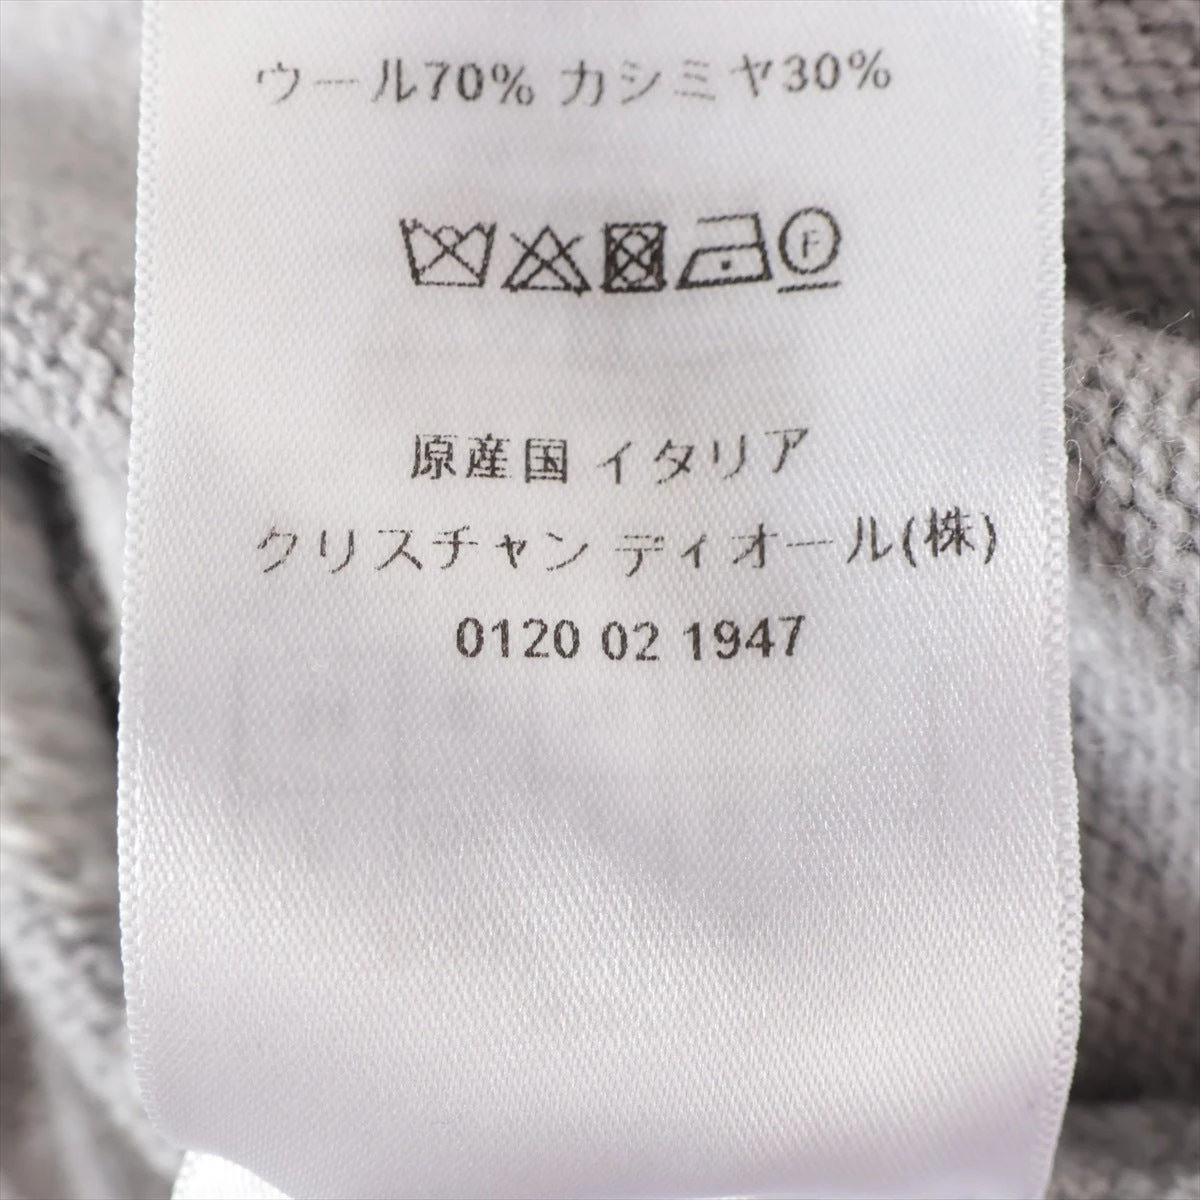 ウール70% カシミヤ30%
F
原産国 イタリア
クリスチャン ディオール(株)
0120 02 1947